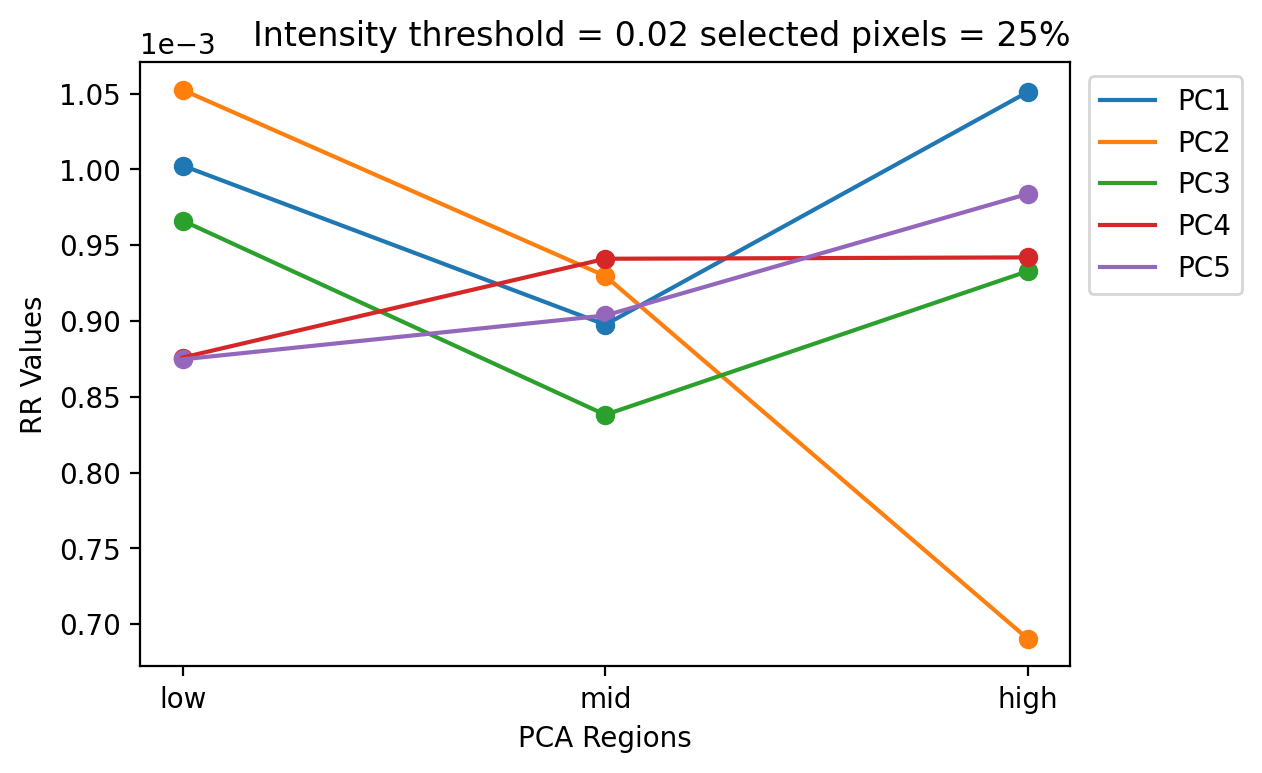 Intensity threshold = 0.02 selected pixels = 25%
1e−3
1.05
1.00
0.95
0.90
0.85
0.80
0.75
0.70
RR Values
low
mid
high
PCA Regions
PC1
PC2
PC3
PC4
PC5